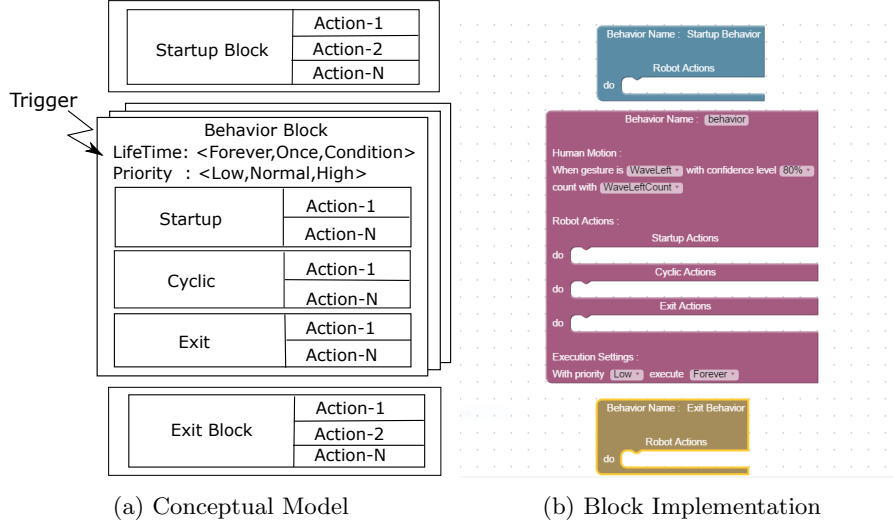 Startup Block
Action-1
Action-2
Action-N
Trigger
Behavior Block
LifeTime: <Forever,Once,Condition>
Priority : <Low,Normal,High>
Startup
Action-1
Action-N
Cyclic
Action-1
Action-N
Exit
Action-1
Action-N
Exit Block
Action-1
Action-2
Action-N
(a) Conceptual Model
Behavior Name : Startup Behavior
Robot Actions
do
Behavior Name : behavior
Human Motion :
When gesture is WaveLeft with confidence level 80%
count with WaveLeftCount
Robot Actions :
Startup Actions
do
Cyclic Actions
do
Exit Actions
do
Execution Settings :
With priority Low execute Forever
Behavior Name : Exit Behavior
Robot Actions
do
(b) Block Implementation